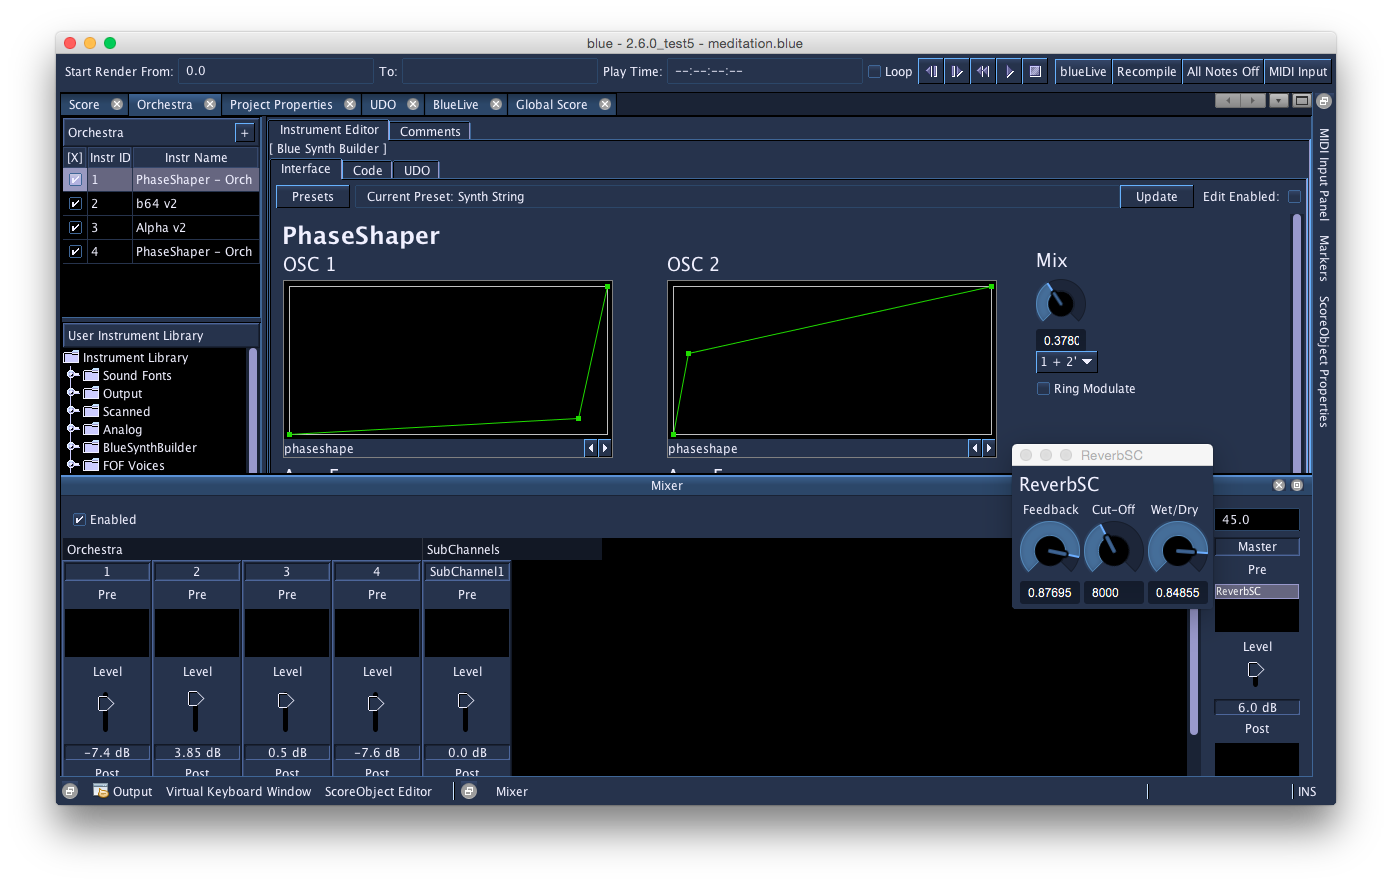 blue - 2.6.0_test5 - meditation.blue
Start Render From: 0.0 To: Play Time: --:--:--:-- Loop blueLive Recompile All Notes Off MIDI Input
Score Orchestra Project Properties UDO BlueLive Global Score
Orchestra +
[X] Instr ID Instr Name
1 PhaseShaper - Orch
2 b64 v2
3 Alpha v2
4 PhaseShaper - Orch
User Instrument Library
Instrument Library
Sound Fonts
Output
Scanned
Analog
BlueSynthBuilder
FOF Voices
Instrument Editor Comments
[ Blue Synth Builder ]
Interface Code UDO
Presets Current Preset: Synth String Update Edit Enabled:
PhaseShaper
OSC 1 OSC 2 Mix
0.3780
1 + 2'
Ring Modulate
phaseshape phaseshape
MIDI Input Panel
Markers
ScoreObject Properties
Mixer
Enabled
Orchestra SubChannels
1 2 3 4 SubChannel1
Pre Pre Pre Pre Pre
Level Level Level Level Level
-7.4 dB 3.85 dB 0.5 dB -7.6 dB 0.0 dB
Post Post Post Post Post
ReverbSC
ReverbSC
Feedback Cut-Off Wet/Dry
0.87695 8000 0.84855
45.0
Master
Pre
ReverbSC
Level
6.0 dB
Post
Output Virtual Keyboard Window ScoreObject Editor Mixer INS